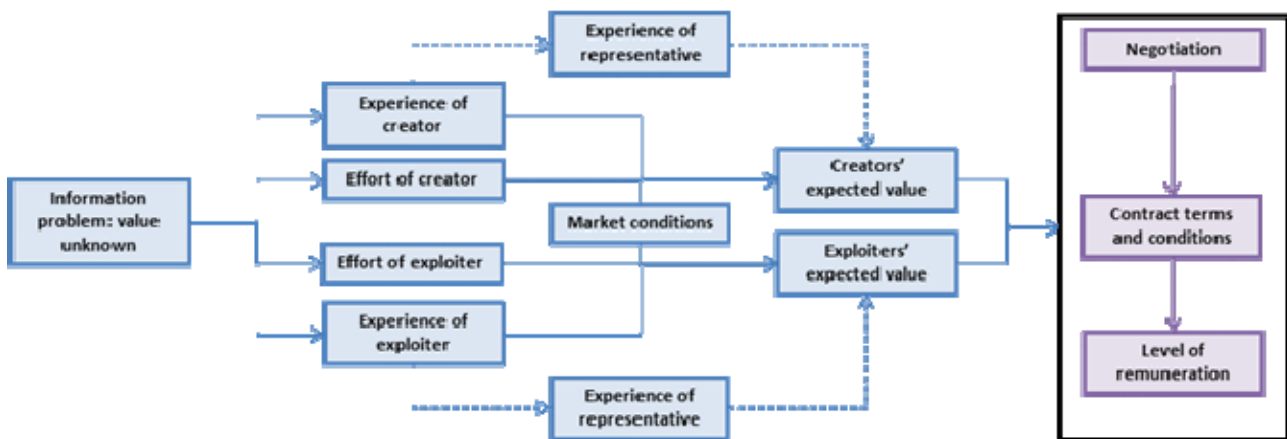 Experience of
representative
Negotiation
Experience of
creator
Effort of creator
Creators'
expected value
Information
problem: value
unknown
Market conditions
Contract terms
and conditions
Effort of exploiter
Exploiters'
expected value
Experience of
exploiter
Level of
remuneration
Experience of
representative